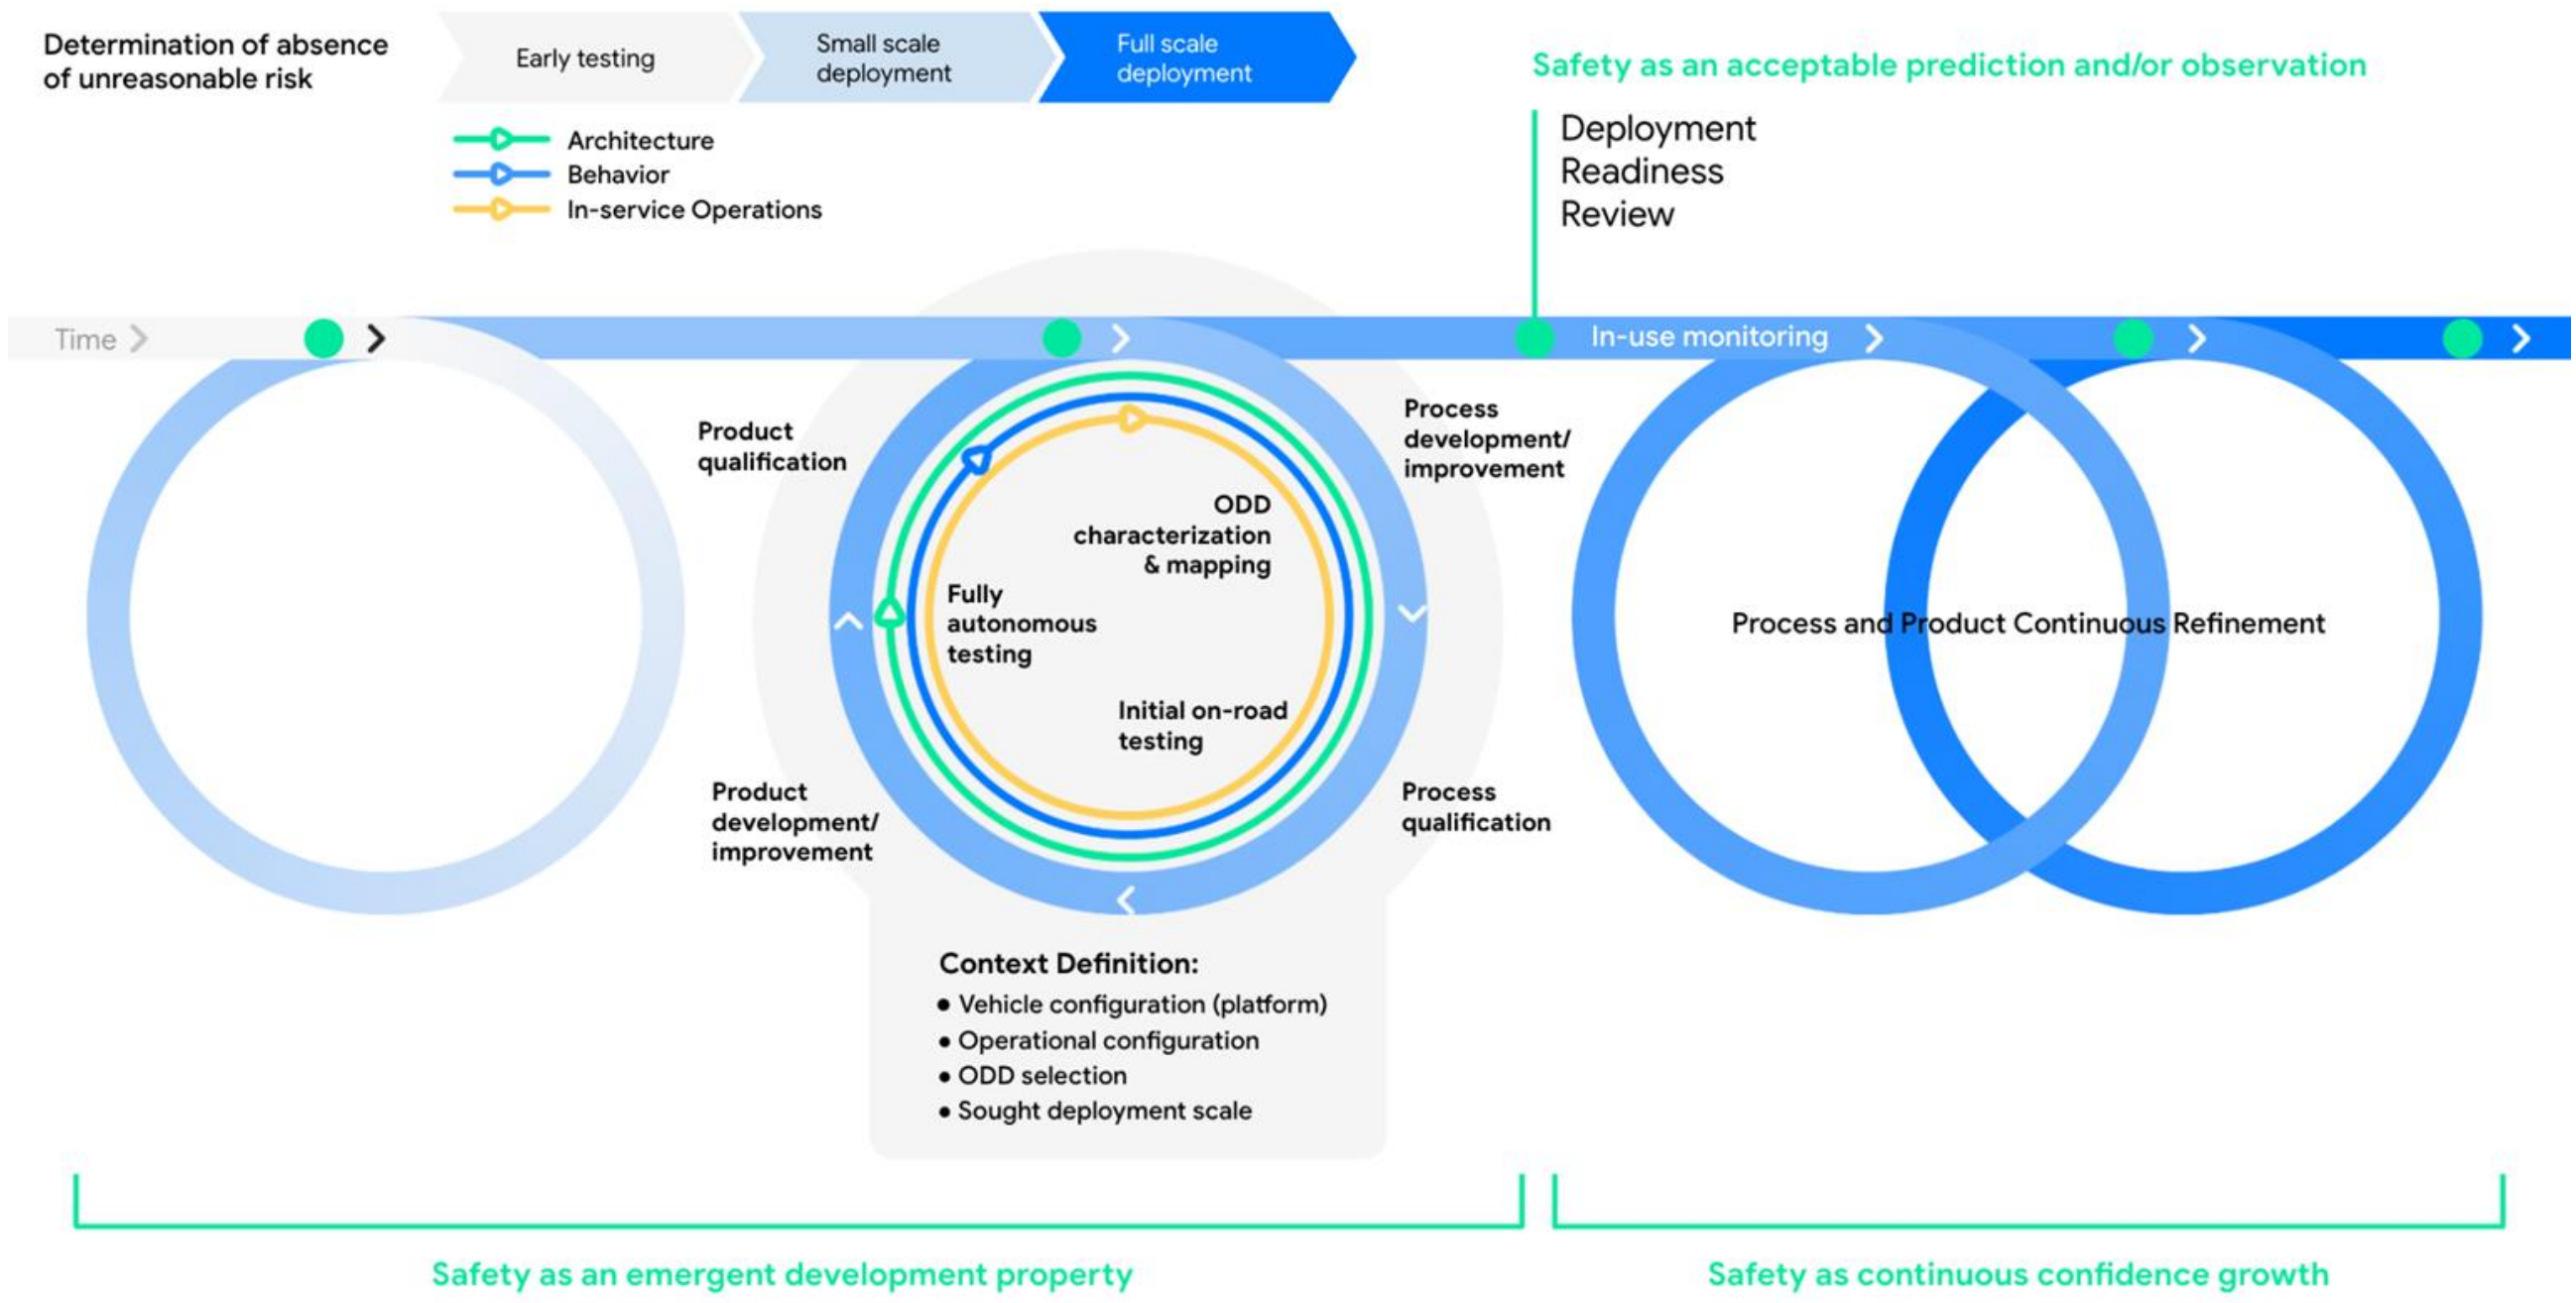 Determination of absence
of unreasonable risk
Early testing
Small scale
deployment
Full scale
deployment
Architecture
Behavior
In-service Operations
Safety as an acceptable prediction and/or observation
Deployment
Readiness
Review
Time
In-use monitoring
Product
qualification
Process
development/
improvement
ODD
characterization
& mapping
Fully
autonomous
testing
Initial on-road
testing
Product
development/
improvement
Process
qualification
Process and Product Continuous Refinement
Context Definition:
• Vehicle configuration (platform)
• Operational configuration
• ODD selection
• Sought deployment scale
Safety as an emergent development property
Safety as continuous confidence growth